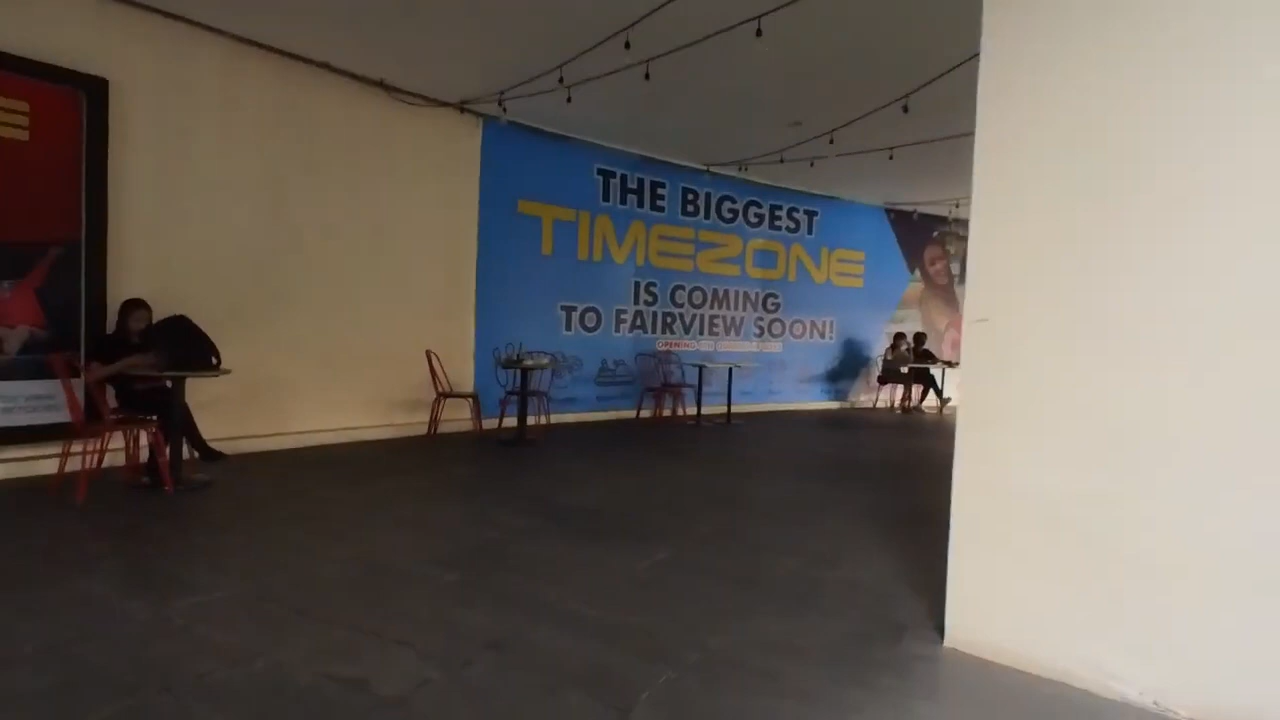 THE BIGGEST
TIMEZONE
IS COMING
TO FAIRVIEW SOON!
OPENING